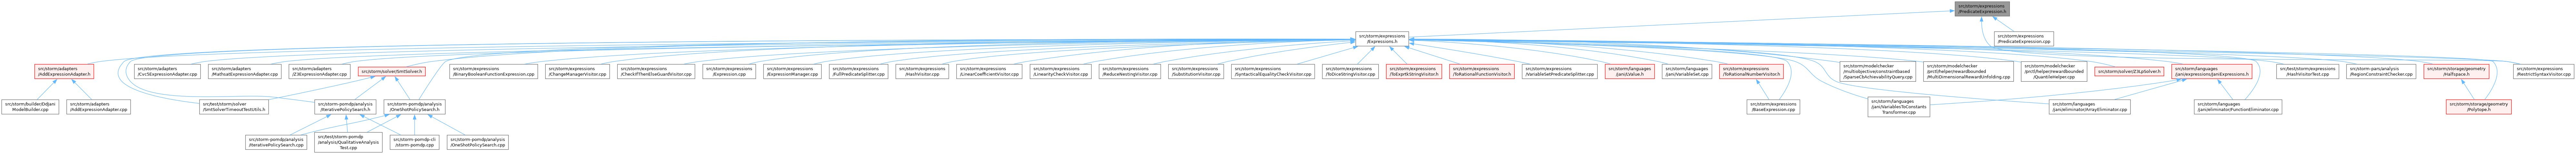 src/storm/expressions
/PredicateExpression.h
src/storm/expressions
/Expressions.h
src/storm/expressions
/PredicateExpression.cpp
src/storm/adapters
/AddExpressionAdapter.h
src/storm/adapters
/Cvc5ExpressionAdapter.cpp
src/storm/adapters
/MathsatExpressionAdapter.cpp
src/storm/adapters
/Z3ExpressionAdapter.cpp
src/storm/solver/SmtSolver.h
src/storm/expressions
/BinaryBooleanFunctionExpression.cpp
src/storm/expressions
/ChangeManagerVisitor.cpp
src/storm/expressions
/CheckIfThenElseGuardVisitor.cpp
src/storm/expressions
/Expression.cpp
src/storm/expressions
/ExpressionManager.cpp
src/storm/expressions
/FullPredicateSplitter.cpp
src/storm/expressions
/HashVisitor.cpp
src/storm/expressions
/LinearCoefficientVisitor.cpp
src/storm/expressions
/LinearityCheckVisitor.cpp
src/storm/expressions
/ReduceNestingVisitor.cpp
src/storm/expressions
/SubstitutionVisitor.cpp
src/storm/expressions
/SyntacticalEqualityCheckVisitor.cpp
src/storm/expressions
/ToDiceStringVisitor.cpp
src/storm/expressions
/ToExprtkStringVisitor.h
src/storm/expressions
/ToRationalFunctionVisitor.h
src/storm/expressions
/VariableSetPredicateSplitter.cpp
src/storm/languages
/jani/JValue.h
src/storm/languages
/jani/VariableSet.cpp
src/storm/expressions
/ToRationalNumberVisitor.h
src/storm/modelchecker
/multiobjective/constraintbased
/SparseCbAchievabilityQuery.cpp
src/storm/modelchecker
/prctl/helper/rewardbounded
/MultiDimensionalRewardUnfolding.cpp
src/storm/modelchecker
/prctl/helper/rewardbounded
/QuantileHelper.cpp
src/storm/solver/Z3LpSolver.h
src/storm/languages
/jani/expressions/JaniExpressions.h
src/test/storm/expressions
/HashVisitorTest.cpp
src/storm-pars/analysis
/RegionConstraintChecker.cpp
src/storm/storage/geometry
/Halfspace.h
src/storm/expressions
/RestrictSyntaxVisitor.cpp
src/storm/builder/DdJani
ModelBuilder.cpp
src/storm/adapters
/AddExpressionAdapter.cpp
src/test/storm/solver
/SmtSolverTimeoutTestUtils.h
src/storm-pomdp/analysis
/IterativePolicySearch.h
src/storm-pomdp/analysis
/OneShotPolicySearch.h
src/storm/expressions
/BaseExpression.cpp
src/storm/languages
/jani/VariablesToConstants
Transformer.cpp
src/storm/languages
/jani/eliminator/ArrayEliminator.cpp
src/storm/languages
/jani/eliminator/FunctionEliminator.cpp
src/storm/storage/geometry
/Polytope.h
src/storm-pomdp/analysis
/IterativePolicySearch.cpp
src/test/storm-pomdp
/analysis/QualitativeAnalysis
Test.cpp
src/storm-pomdp-cli
/storm-pomdp.cpp
src/storm-pomdp/analysis
/OneShotPolicySearch.cpp